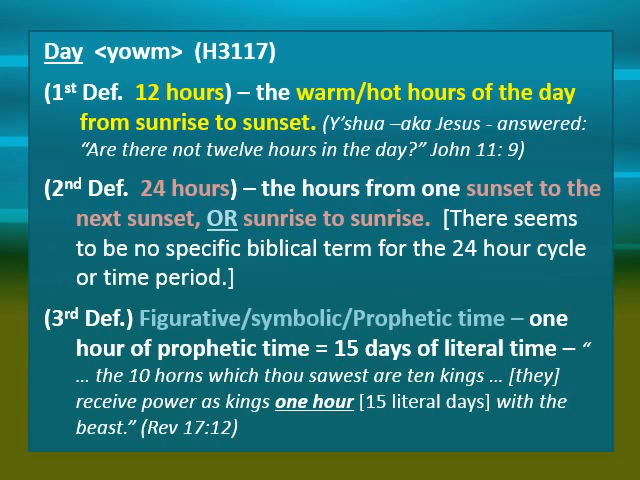 Day <yowm> (H3117)
(1st Def. 12 hours) – the warm/hot hours of the day
from sunrise to sunset. (Y'shua –aka Jesus - answered:
“Are there not twelve hours in the day?” John 11: 9)
(2nd Def. 24 hours) – the hours from one sunset to the
next sunset, OR sunrise to sunrise. [There seems
to be no specific biblical term for the 24 hour cycle
or time period.]
(3rd Def.) Figurative/symbolic/Prophetic time – one
hour of prophetic time = 15 days of literal time – “
... the 10 horns which thou sawest are ten kings ... [they]
receive power as kings one hour [15 literal days] with the
beast.” (Rev 17:12)